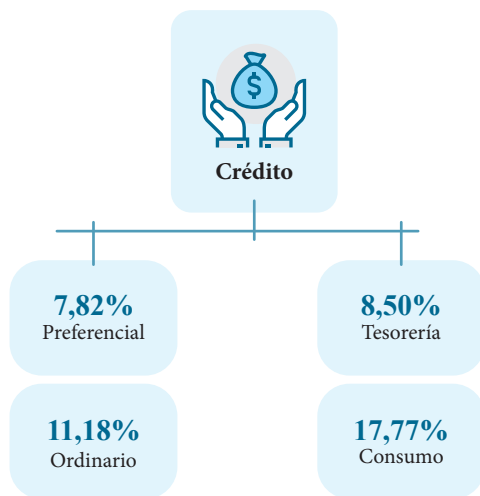 $
Crédito
7,82%
Preferencial
8,50%
Tesorería
11,18%
Ordinario
17,77%
Consumo